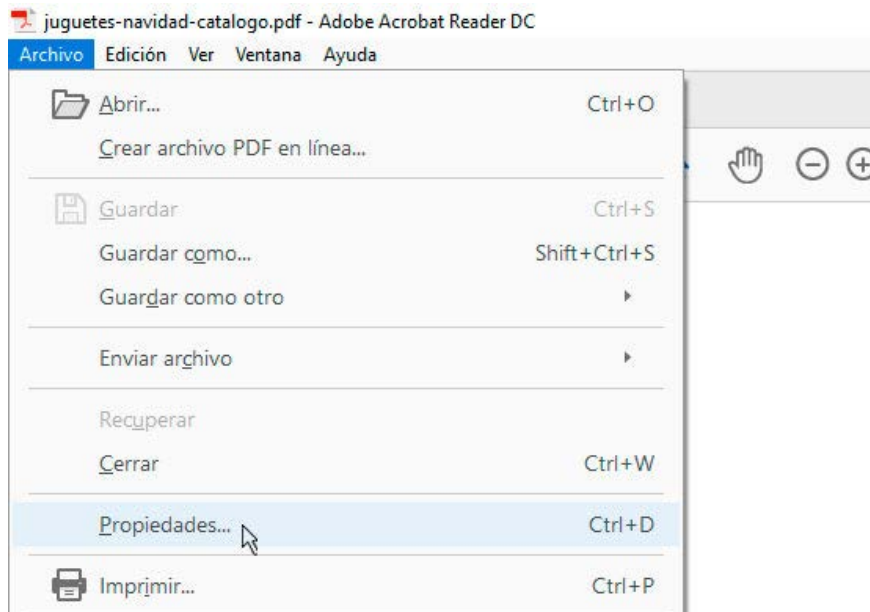 juguetes-navidad-catalogo.pdf - Adobe Acrobat Reader DC
Archivo Edición Ver Ventana Ayuda
Abrir... Ctrl+O
Crear archivo PDF en línea...
Guardar Ctrl+S
Guardar como... Shift+Ctrl+S
Guardar como otro
Enviar archivo
Recuperar
Cerrar Ctrl+W
Propiedades... Ctrl+D
Imprimir... Ctrl+P